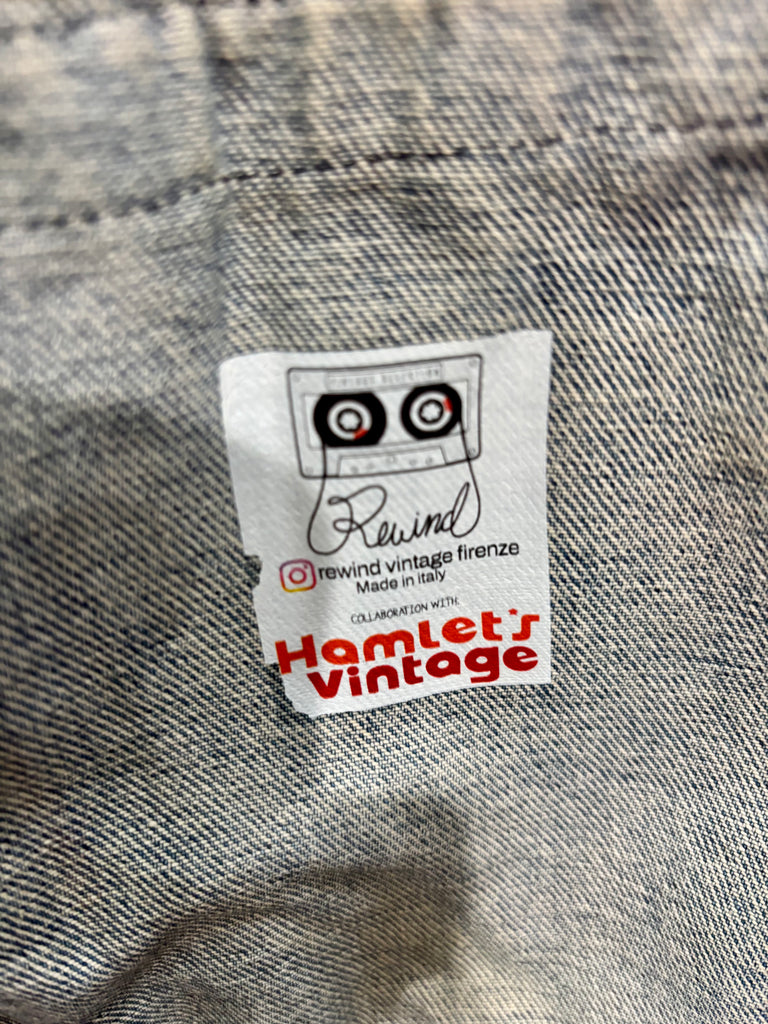 Rewind
rewind vintage firenze
Made in italy
COLLABORATION WITH:
Hamlet's
vintage